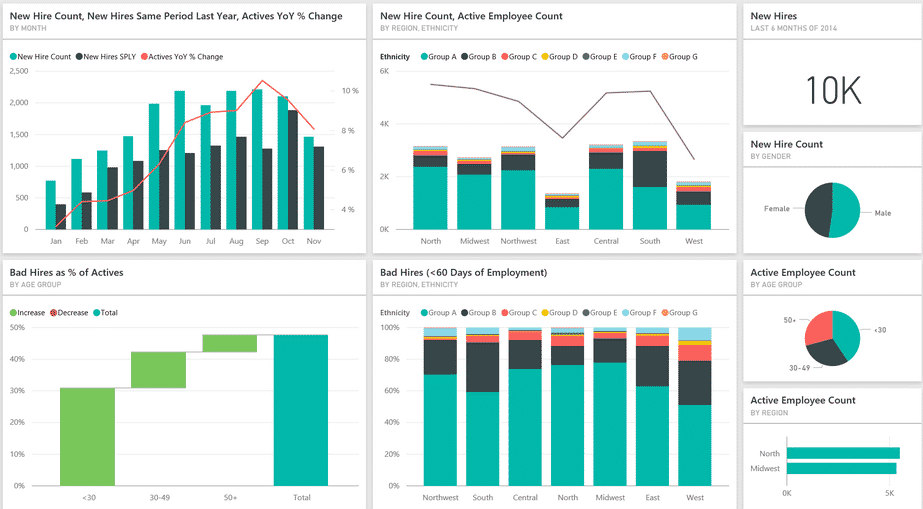 New Hire Count, New Hires Same Period Last Year, Actives YoY % Change
BY MONTH
New Hire Count New Hires SPLY Actives YoY % Change
2,500
2,000
1,500
1,000
500
0
10 %
8 %
6 %
4 %
Jan Feb Mar Apr May Jun Jul Aug Sep Oct Nov
New Hire Count, Active Employee Count
BY REGION, ETHNICITY
Ethnicity Group A Group B Group C Group D Group E Group F Group G
6K
4K
2K
0K
North Midwest Northwest East Central South West
New Hires
LAST 6 MONTHS OF 2014
10K
New Hire Count
BY GENDER
Female
Male
Bad Hires as % of Actives
BY AGE GROUP
Increase Decrease Total
50%
40%
30%
20%
10%
0%
<30 30-49 50+ Total
Bad Hires (<60 Days of Employment)
BY REGION, ETHNICITY
Ethnicity Group A Group B Group C Group D Group E Group F Group G
100%
80%
60%
40%
20%
0%
Northwest South Central North Midwest East West
Active Employee Count
BY AGE GROUP
50+
<30
30-49
Active Employee Count
BY REGION
North
Midwest
0K 5K